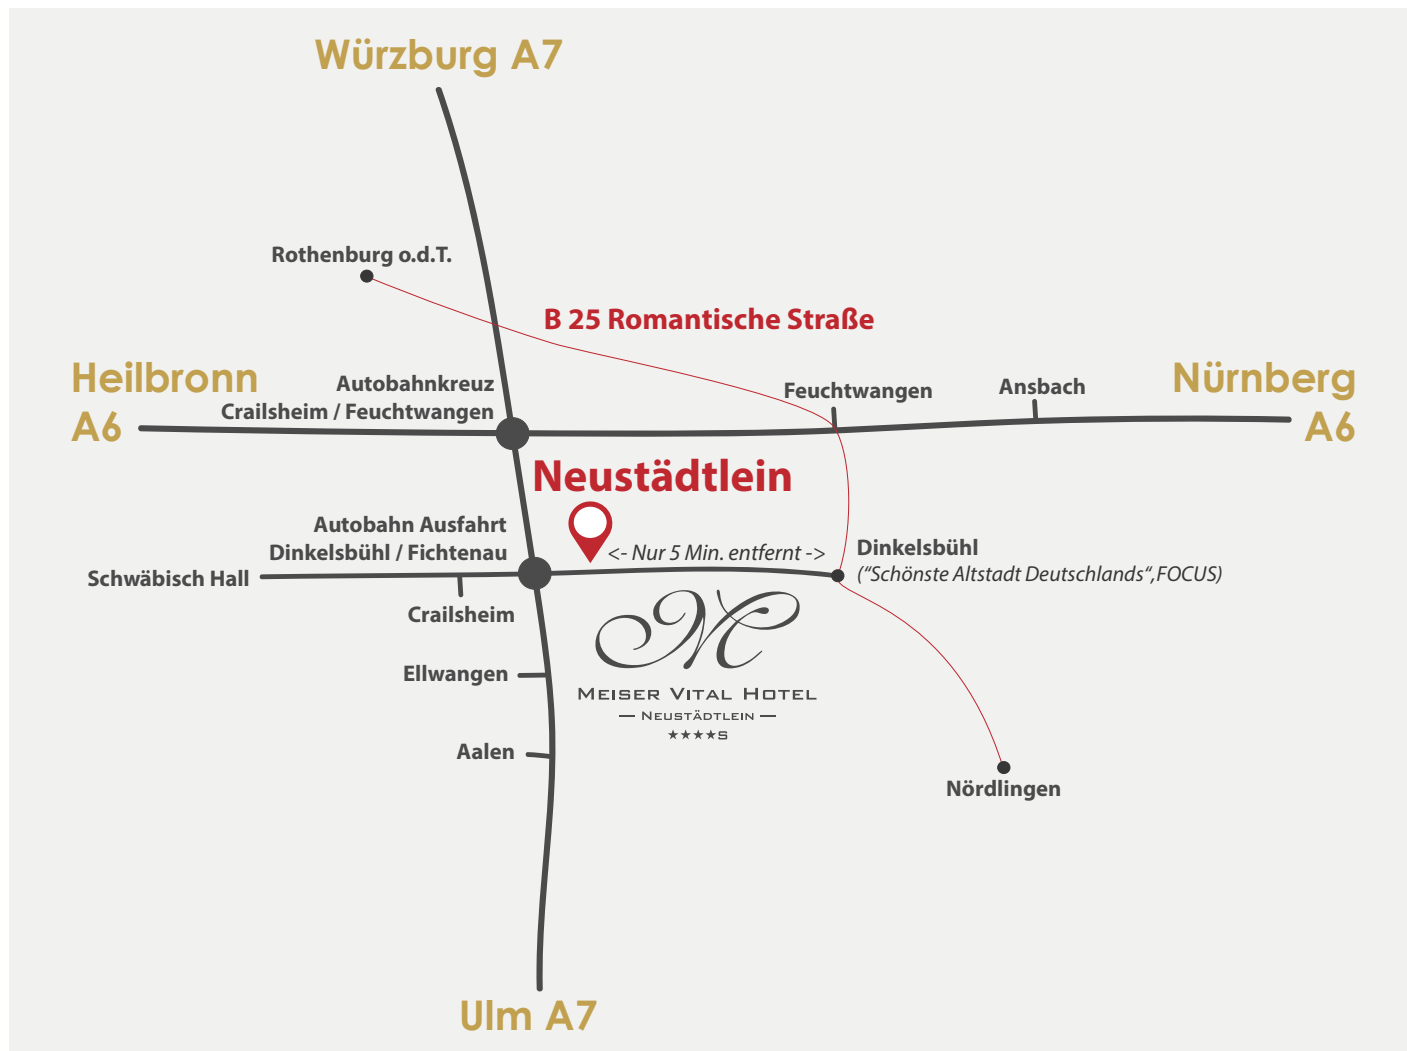 Würzburg A7
Rothenburg o.d.T.
B 25 Romantische Straße
Heilbronn
A6
Autobahnkreuz
Crailsheim / Feuchtwangen
Feuchtwangen
Ansbach
Nürnberg
A6
Neustädtlein
Autobahn Ausfahrt
Dinkelsbühl / Fichtenau
<- Nur 5 Min. entfernt ->
Dinkelsbühl
(“Schönste Altstadt Deutschlands“,FOCUS)
Schwäbisch Hall
Crailsheim
Ellwangen
Aalen
M
MEISER VITAL HOTEL
— NEUSTÄDTLEIN —
★★★★S
Nördlingen
Ulm A7